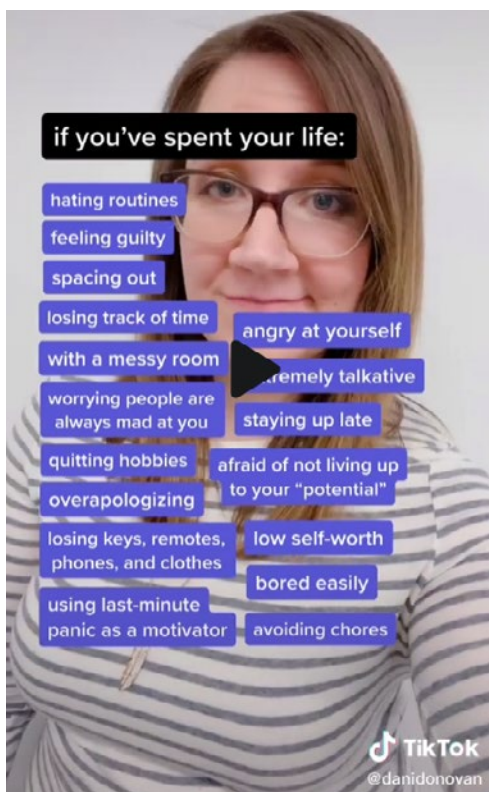 if you've spent your life:
hating routines
feeling guilty
spacing out
losing track of time
with a messy room
worrying people are
always mad at you
quitting hobbies
overapologizing
losing keys, remotes,
phones, and clothes
using last-minute
panic as a motivator
angry at yourself
talkative
staying up late
afraid of not living up
to your “potential”
low self-worth
bored easily
avoiding chores
TikTok
@danidonovan